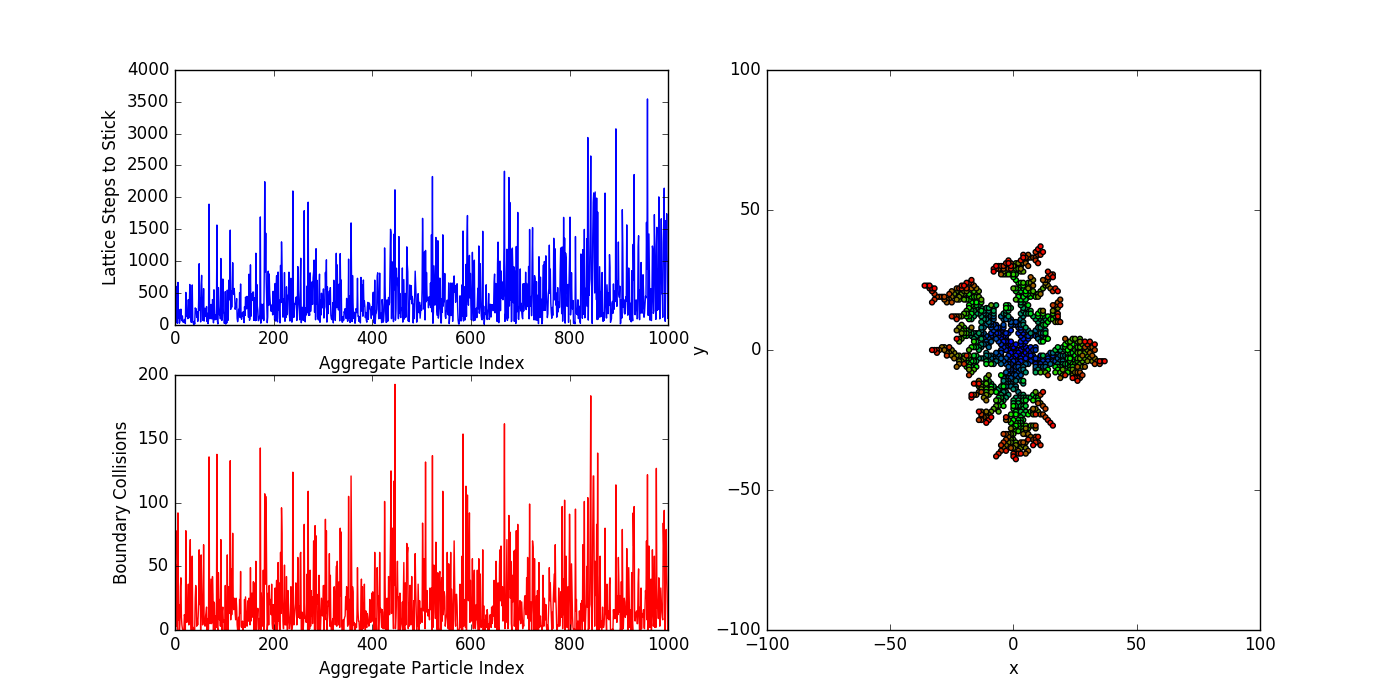 4000
3500
3000
2500
2000
1500
1000
500
0
Lattice Steps to Stick
0 200 400 600 800 1000
Aggregate Particle Index
200
150
100
50
0
Boundary Collisions
0 200 400 600 800 1000
Aggregate Particle Index
100
50
0
−50
−100
y
−100 −50 0 50 100
x